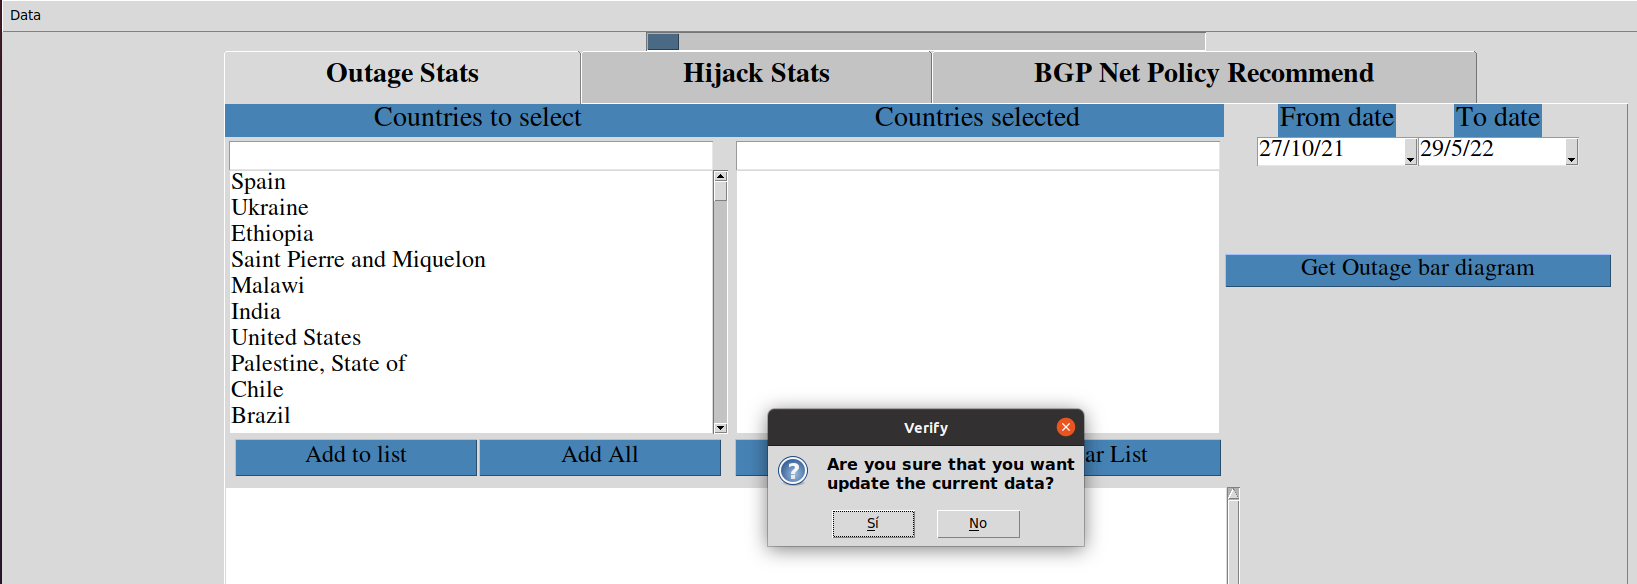 Data
Outage Stats
Hijack Stats
BGP Net Policy Recommend
Countries to select
Countries selected
From date
To date
27/10/21
29/5/22
Spain
Ukraine
Ethiopia
Saint Pierre and Miquelon
Malawi
India
United States
Palestine, State of
Chile
Brazil
Get Outage bar diagram
Add to list
Add All
ar List
Verify
Are you sure that you want
update the current data?
Sí
No